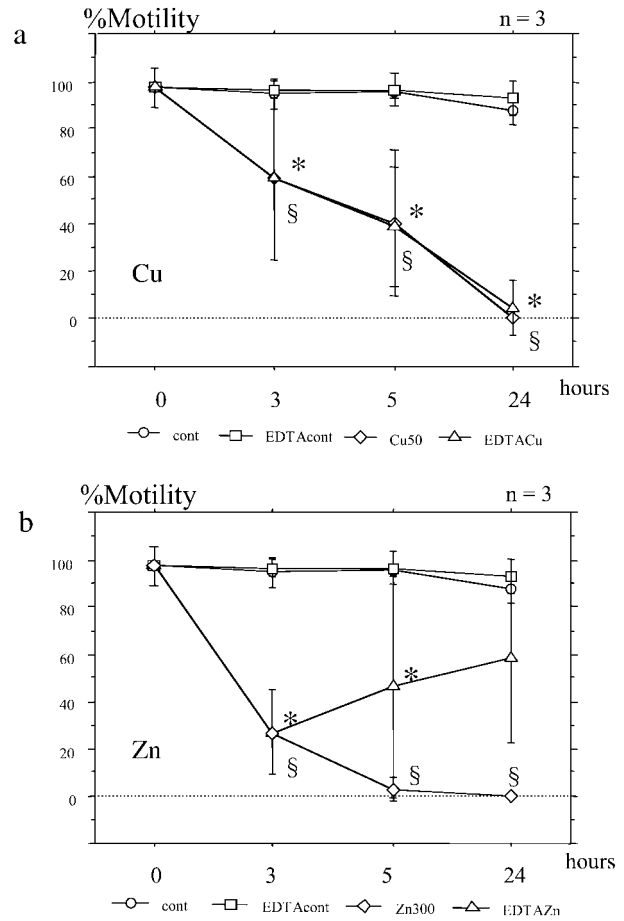 a
%Motility
n = 3
100
80
60
40
20
0
*
§
*
§
*
§
Cu
0
3
5
24
hours
cont
EDTAcont
Cu50
EDTACu
b
%Motility
n = 3
100
80
60
40
20
0
*
§
*
§
§
Zn
0
3
5
24
hours
cont
EDTAcont
Zn300
EDTAZn